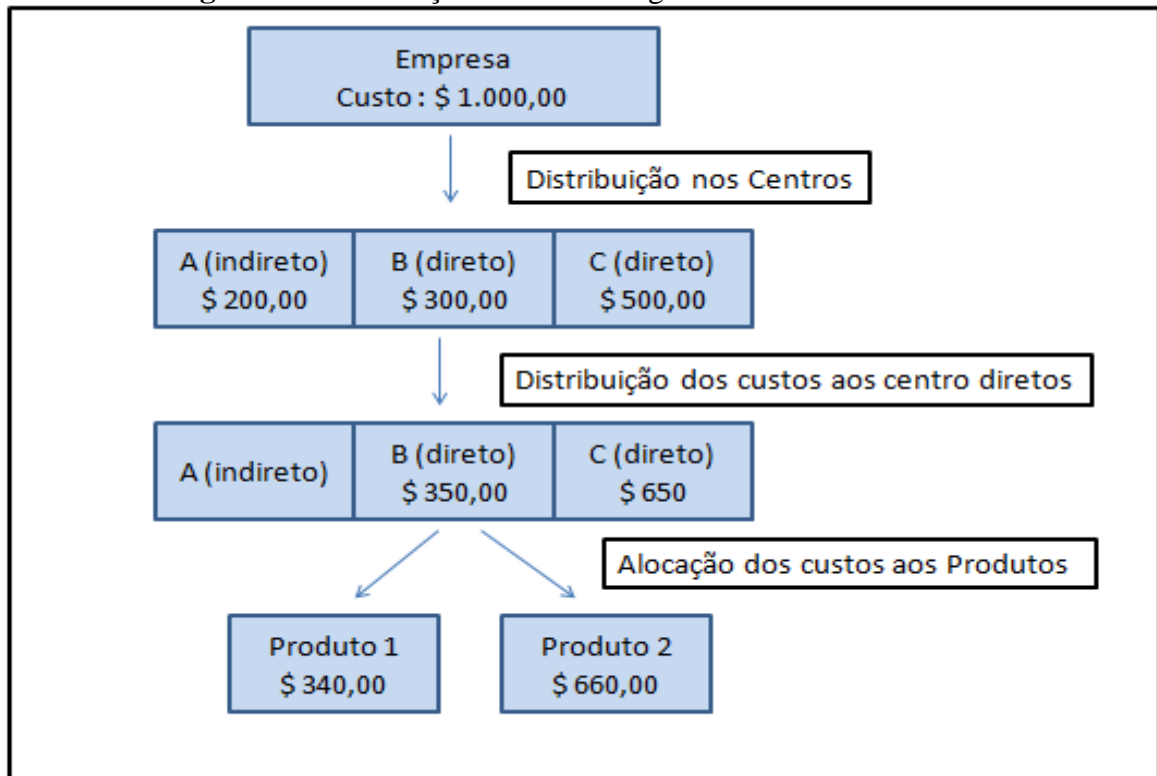 Empresa
Custo : $ 1.000,00
Distribuição nos Centros
A (indireto) B (direto) C (direto)
$ 200,00 $ 300,00 $ 500,00
Distribuição dos custos aos centro diretos
A (indireto) B (direto) C (direto)
$ 350,00 $ 650
Alocação dos custos aos Produtos
Produto 1 Produto 2
$ 340,00 $ 660,00